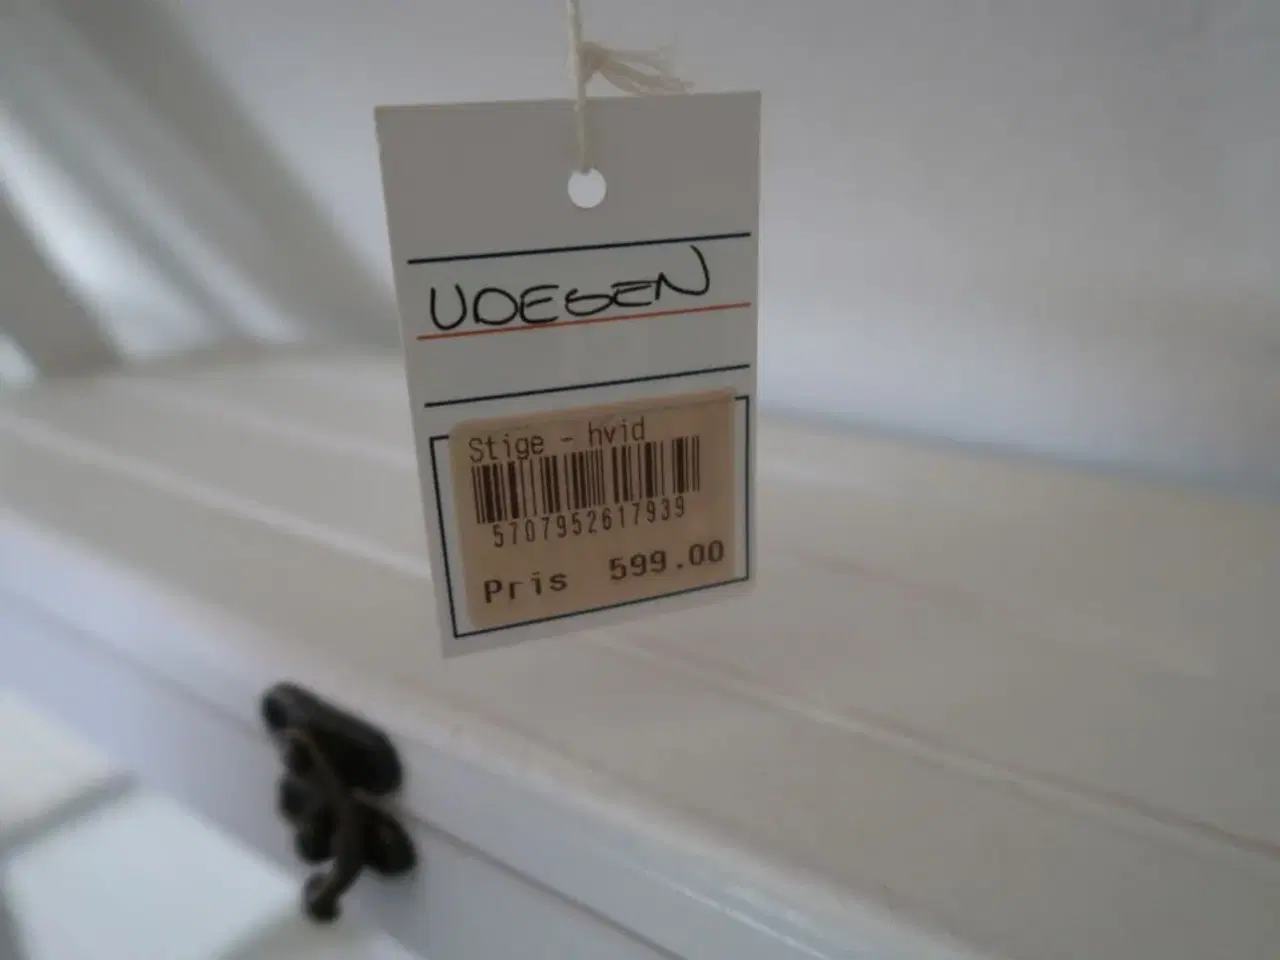 UDEGEN
Stige - hvid
5707952617939
Pris 599.00